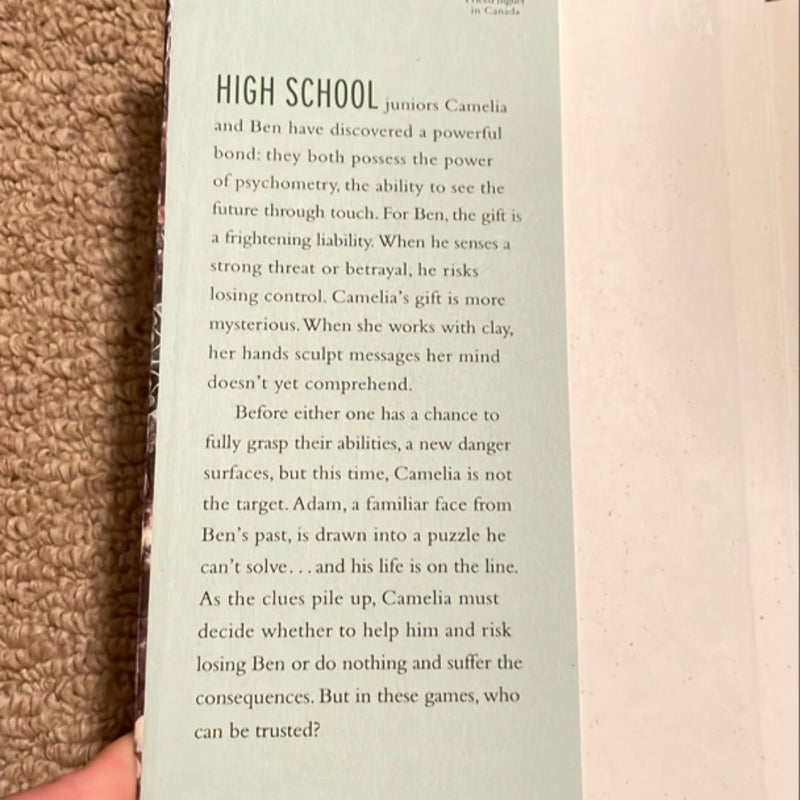 in Canada
HIGH SCHOOL juniors Camelia
and Ben have discovered a powerful
bond: they both possess the power
of psychometry, the ability to see the
future through touch. For Ben, the gift is
a frightening liability. When he senses a
strong threat or betrayal, he risks
losing control. Camelia's gift is more
mysterious. When she works with clay,
her hands sculpt messages her mind
doesn't yet comprehend.
Before either one has a chance to
fully grasp their abilities, a new danger
surfaces, but this time, Camelia is not
the target. Adam, a familiar face from
Ben's past, is drawn into a puzzle he
can't solve...and his life is on the line.
As the clues pile up, Camelia must
decide whether to help him and risk
losing Ben or do nothing and suffer the
consequences. But in these games, who
can be trusted?